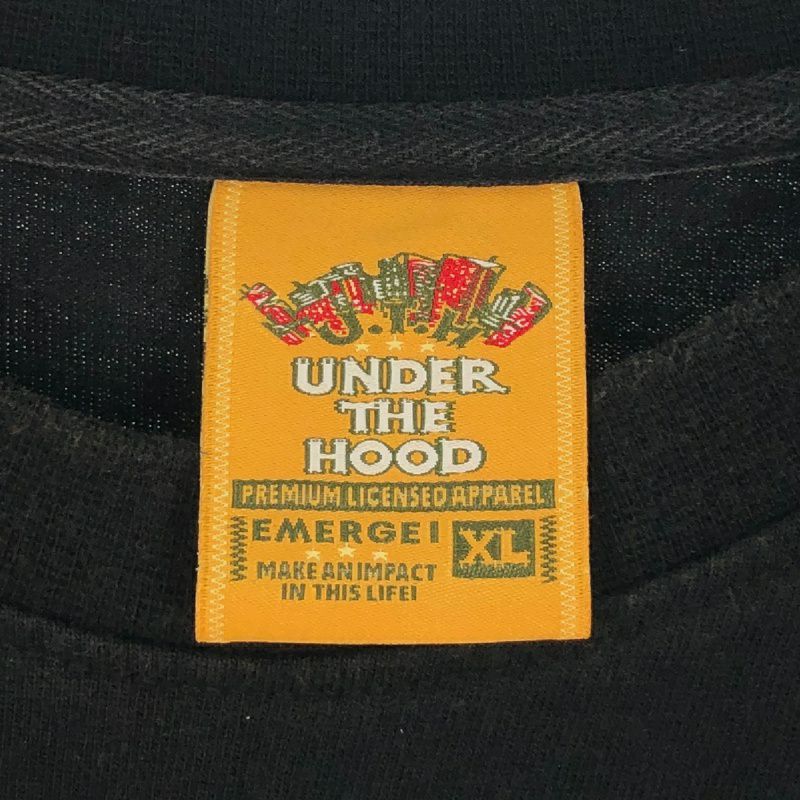 U.T.H
UNDER
THE
HOOD
PREMIUM LICENSED APPAREL
EMERGE!
XL
MAKE AN IMPACT
IN THIS LIFE!